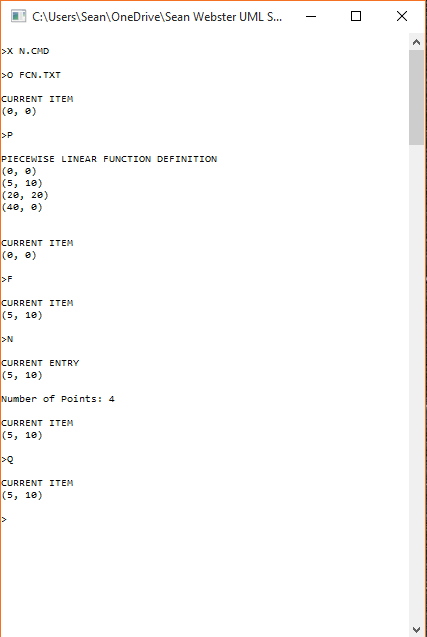 C:\Users\Sean\OneDrive\Sean Webster UML S...
>X N.CMD
>O FCN.TXT
CURRENT ITEM
(0, 0)
>P
PIECEWISE LINEAR FUNCTION DEFINITION
(0, 0)
(5, 10)
(20, 20)
(40, 0)
CURRENT ITEM
(0, 0)
>F
CURRENT ITEM
(5, 10)
>N
CURRENT ENTRY
(5, 10)
Number of Points: 4
CURRENT ITEM
(5, 10)
>Q
CURRENT ITEM
(5, 10)
>